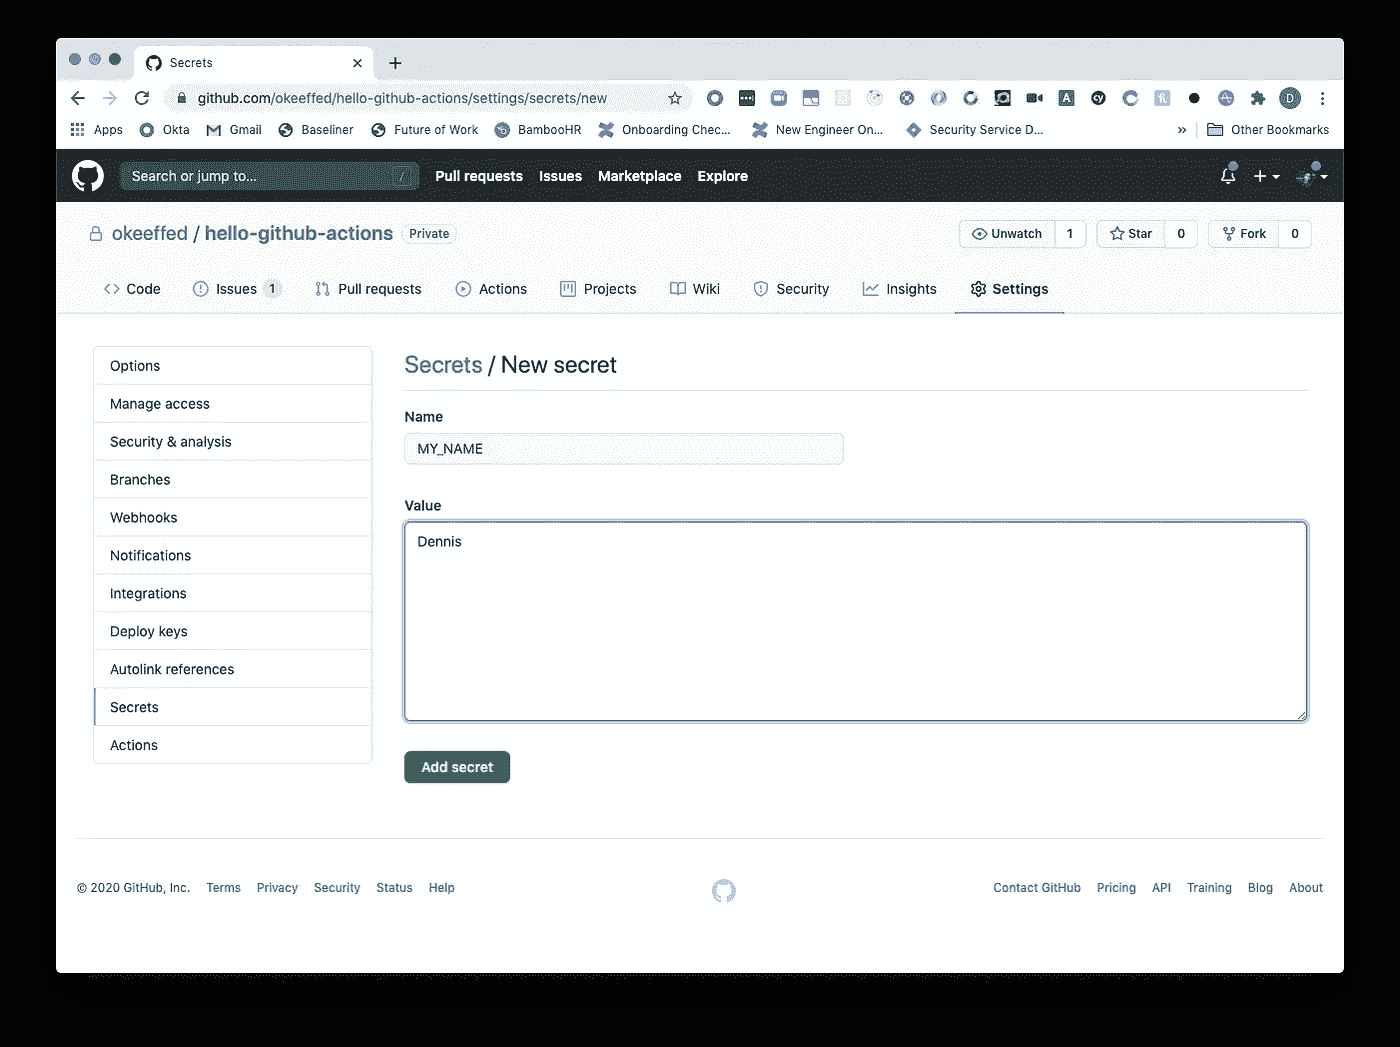 Secrets
github.com/okeeffed/hello-github-actions/settings/secrets/new
Apps Okta Gmail Baseliner Future of Work BambooHR Onboarding Chec... New Engineer On... Security Service D... » Other Bookmarks
Search or jump to... / Pull requests Issues Marketplace Explore
okeeffed / hello-github-actions Private Unwatch 1 Star 0 Fork 0
Code Issues 1 Pull requests Actions Projects Wiki Security Insights Settings
Options
Manage access
Security & analysis
Branches
Webhooks
Notifications
Integrations
Deploy keys
Autolink references
Secrets
Actions
Secrets / New secret
Name
MY_NAME
Value
Dennis
Add secret
© 2020 GitHub, Inc. Terms Privacy Security Status Help Contact GitHub Pricing API Training Blog About